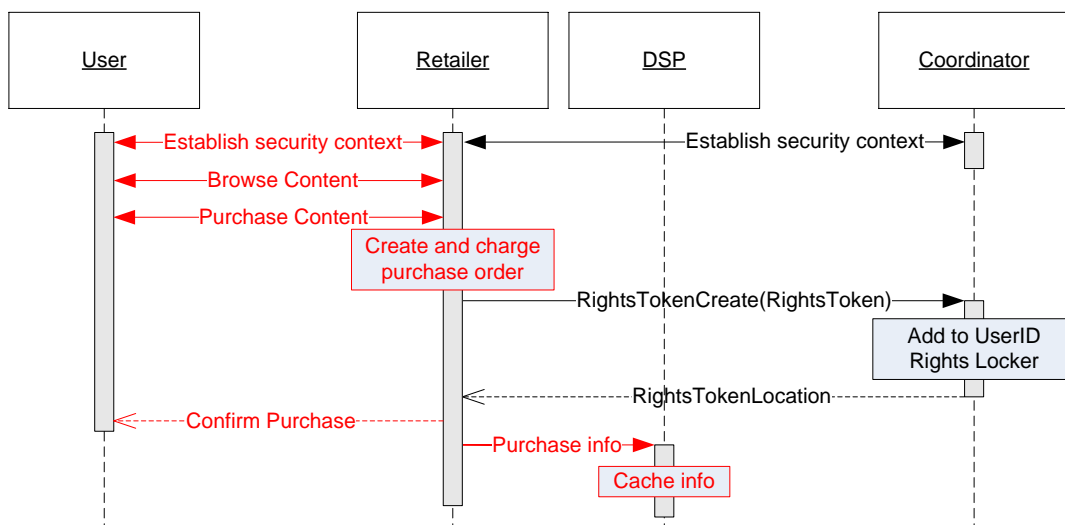 User
Retailer
DSP
Coordinator
Establish security context
Establish security context
Browse Content
Purchase Content
Create and charge
purchase order
RightsTokenCreate(RightsToken)
Add to UserID
Rights Locker
RightsTokenLocation
Confirm Purchase
Purchase info
Cache info